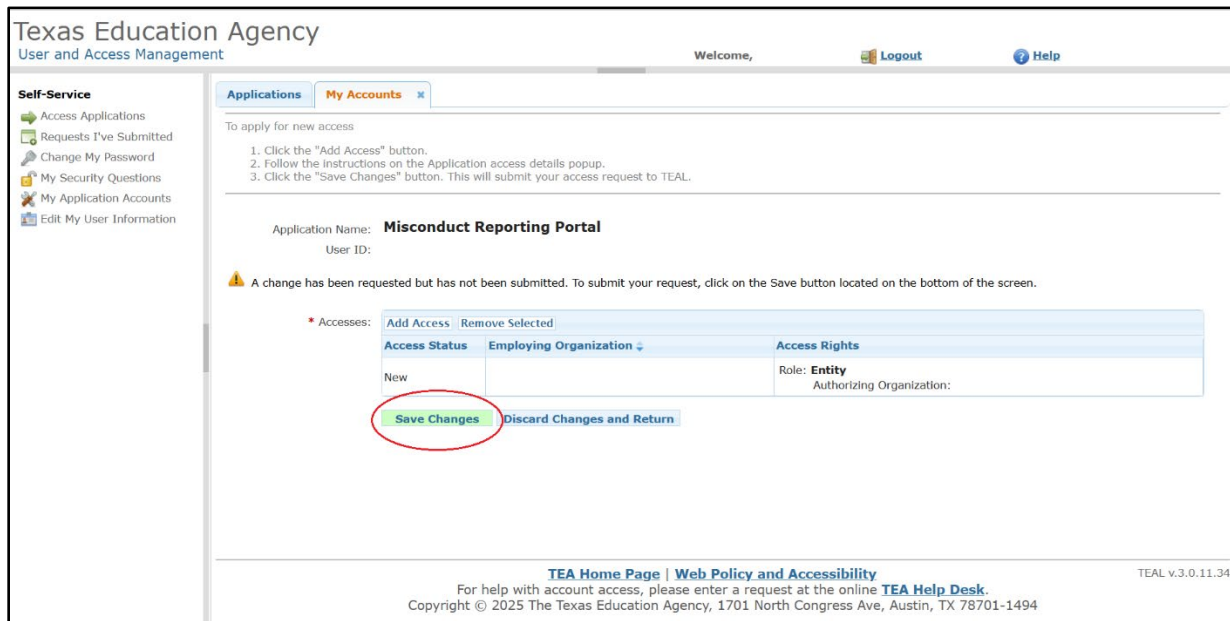 Texas Education Agency
User and Access Management
Welcome,
Logout
Help
Self-Service
Access Applications
Requests I've Submitted
Change My Password
My Security Questions
My Application Accounts
Edit My User Information
Applications
My Accounts
To apply for new access
1. Click the "Add Access" button.
2. Follow the instructions on the Application access details popup.
3. Click the "Save Changes" button. This will submit your access request to TEAL.
Application Name: Misconduct Reporting Portal
User ID:
A change has been requested but has not been submitted. To submit your request, click on the Save button located on the bottom of the screen.
* Accesses: Add Access Remove Selected
Access Status Employing Organization Access Rights
New Role: Entity
Authorizing Organization:
Save Changes Discard Changes and Return
TEA Home Page | Web Policy and Accessibility TEAL v.3.0.11.34
For help with account access, please enter a request at the online TEA Help Desk.
Copyright © 2025 The Texas Education Agency, 1701 North Congress Ave, Austin, TX 78701-1494